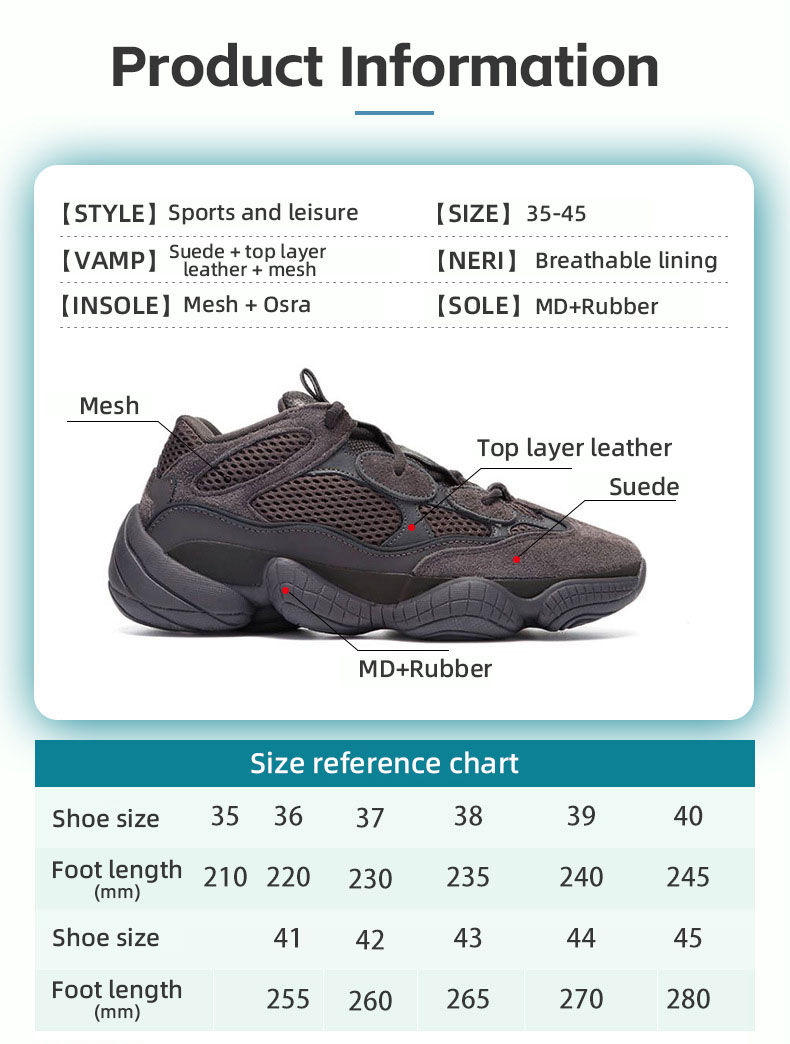 Product Information
【STYLE】 Sports and leisure
【SIZE】 35-45
【VAMP】 Suede + top layer
leather + mesh
【NERI】 Breathable lining
【INSOLE】 Mesh + Osra
【SOLE】 MD+Rubber
Mesh
Top layer leather
Suede
MD+Rubber
Size reference chart
Shoe size 35 36 37 38 39 40
Foot length (mm) 210 220 230 235 240 245
Shoe size 41 42 43 44 45
Foot length (mm) 255 260 265 270 280